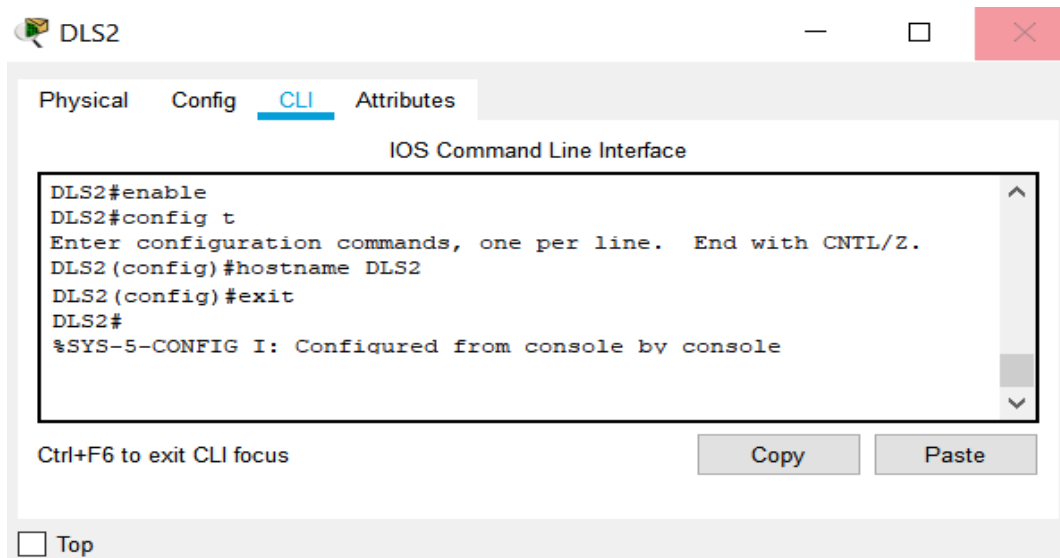 DLS2
Physical Config CLI Attributes
IOS Command Line Interface
DLS2#enable
DLS2#config t
Enter configuration commands, one per line.  End with CNTL/Z.
DLS2(config)#hostname DLS2
DLS2(config)#exit
DLS2#
%SYS-5-CONFIG I: Configured from console by console
Ctrl+F6 to exit CLI focus
Copy Paste
Top